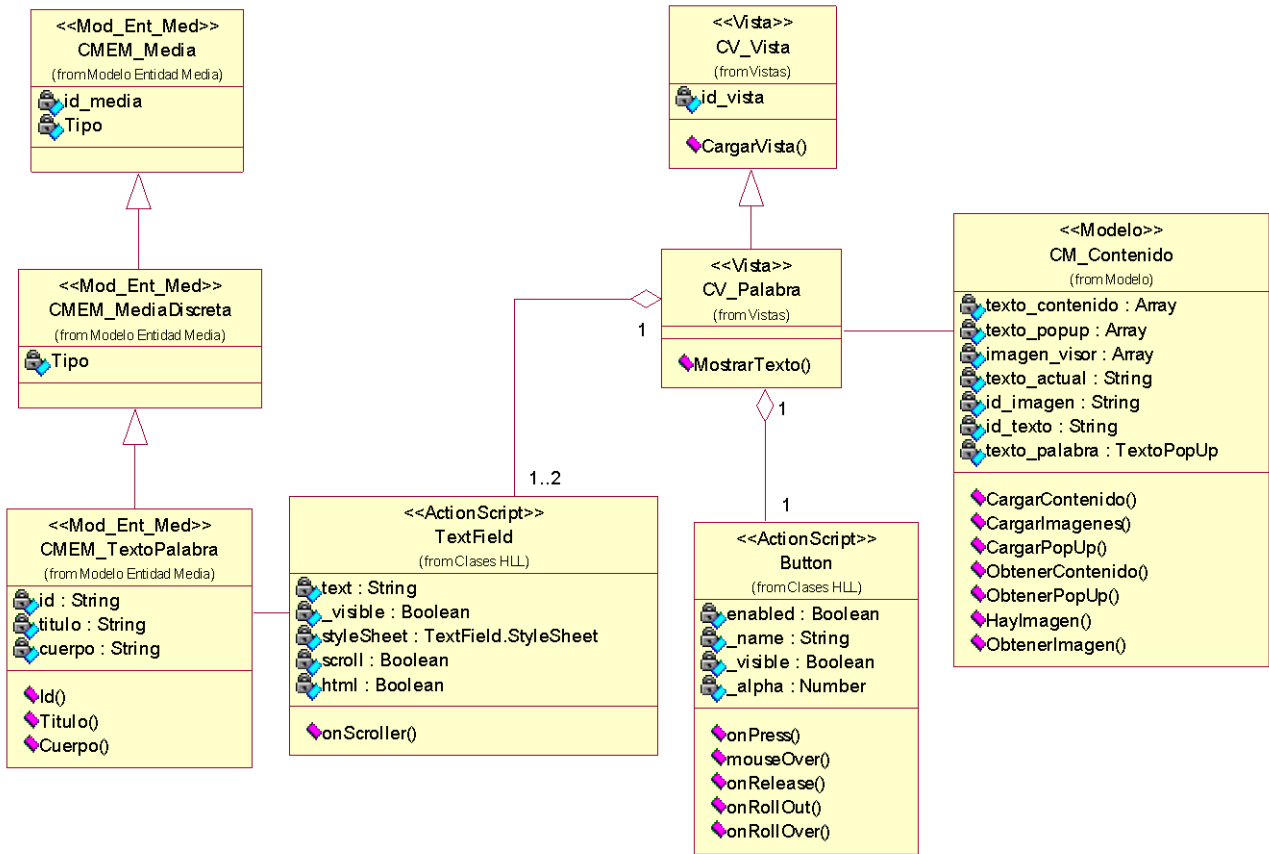 <<Mod_Ent_Med>>
CMEM_Media
(from Modelo Entidad Media)
id_media
Tipo
<<Mod_Ent_Med>>
CMEM_MediaDiscreta
(from Modelo Entidad Media)
Tipo
<<Mod_Ent_Med>>
CMEM_TextoPalabra
(from Modelo Entidad Media)
id : String
titulo : String
cuerpo : String
Id()
Titulo()
Cuerpo()
<<Vista>>
CV_Vista
(from Vistas)
id_vista
CargarVista()
<<Vista>>
CV_Palabra
(from Vistas)
MostrarTexto()
1
1..2
1
1
<<ActionScript>>
TextField
(from Clases HLL)
text : String
_visible : Boolean
styleSheet : TextField.StyleSheet
scroll : Boolean
html : Boolean
onScroller()
<<ActionScript>>
Button
(from Clases HLL)
enabled : Boolean
_name : String
_visible : Boolean
_alpha : Number
onPress()
mouseOver()
onRelease()
onRollOut()
onRollOver()
<<Modelo>>
CM_Contenido
(from Modelo)
texto_contenido : Array
texto_popup : Array
imagen_visor : Array
texto_actual : String
id_imagen : String
id_texto : String
texto_palabra : TextoPopUp
CargarContenido()
CargarImagenes()
CargarPopUp()
ObtenerContenido()
ObtenerPopUp()
HayImagen()
ObtenerImagen()